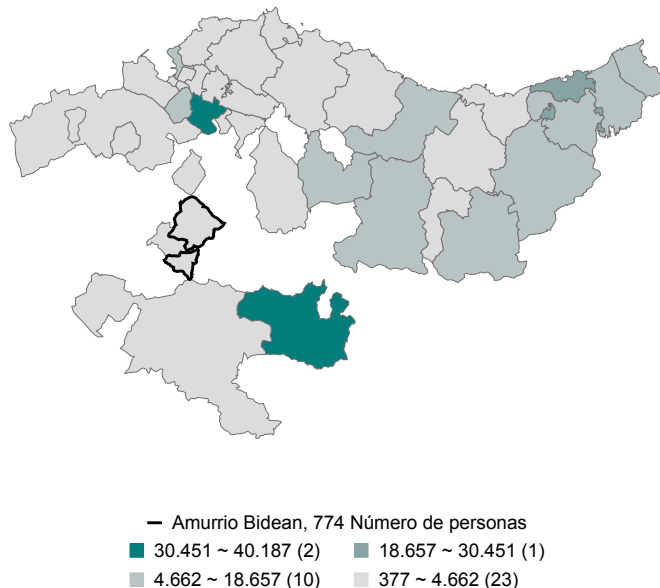 Amurrio Bidean, 774 Número de personas
30.451 ~ 40.187 (2) 18.657 ~ 30.451 (1)
4.662 ~ 18.657 (10) 377 ~ 4.662 (23)